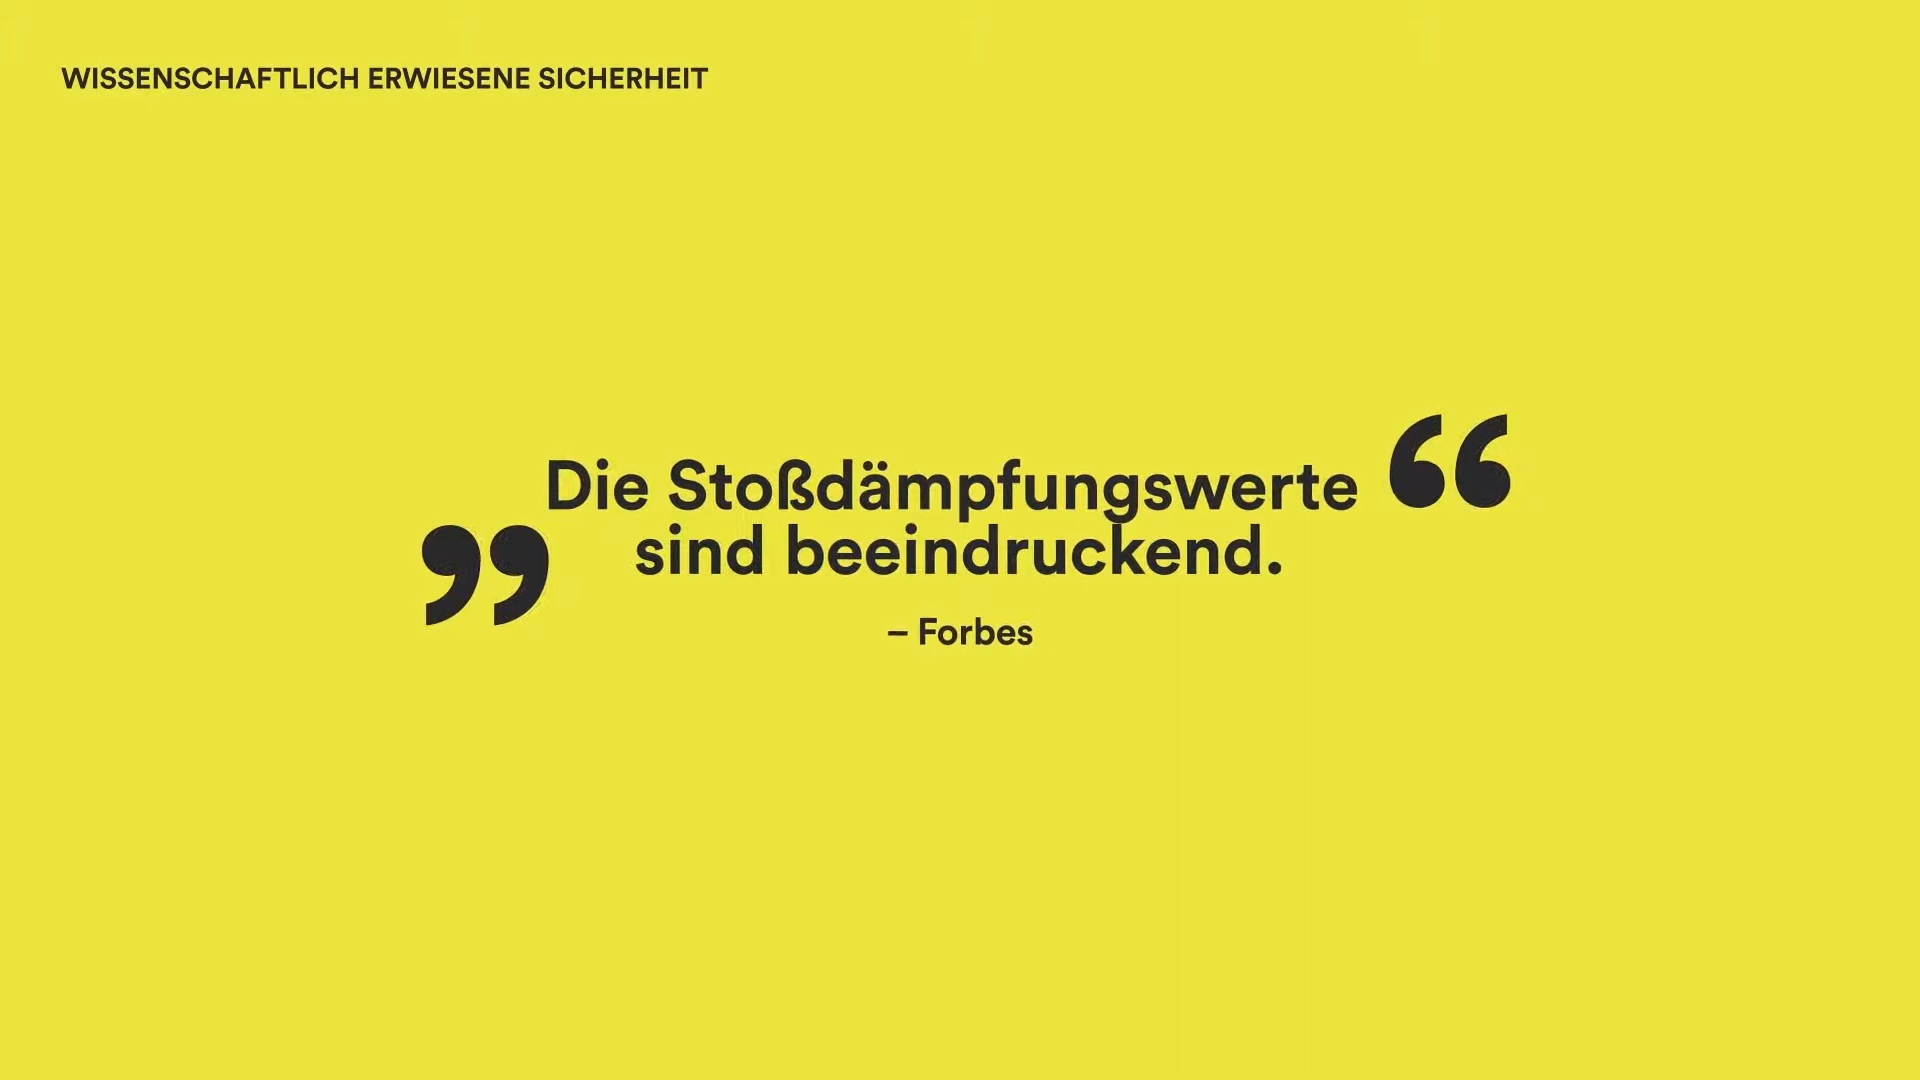 WISSENSCHAFTLICH ERWIESENE SICHERHEIT
„Die Stoßdämpfungswerte
sind beeindruckend.“
– Forbes